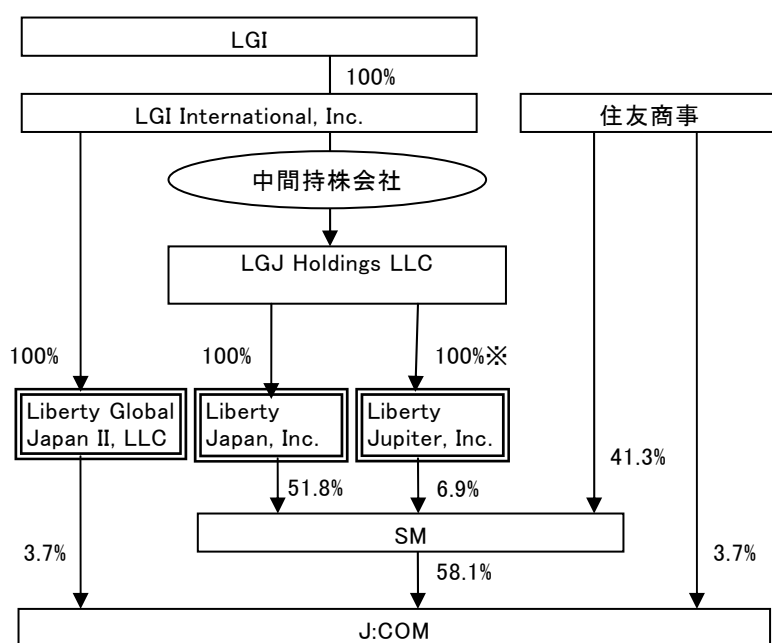 LGI
100%
LGI International, Inc.
住友商事
中間持株会社
LGJ Holdings LLC
100%
100%
100%※
Liberty Global
Japan II, LLC
Liberty
Japan, Inc.
Liberty
Jupiter, Inc.
41.3%
51.8%
6.9%
SM
3.7%
58.1%
3.7%
J:COM